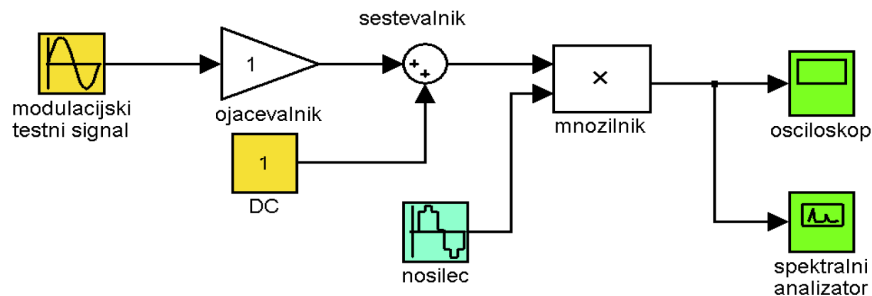 sestevalnik
1
modulacijski
testni signal
ojacevalnik
+
+
×
mnozilnik
osciloskop
1
DC
nosilec
spektralni
analizator